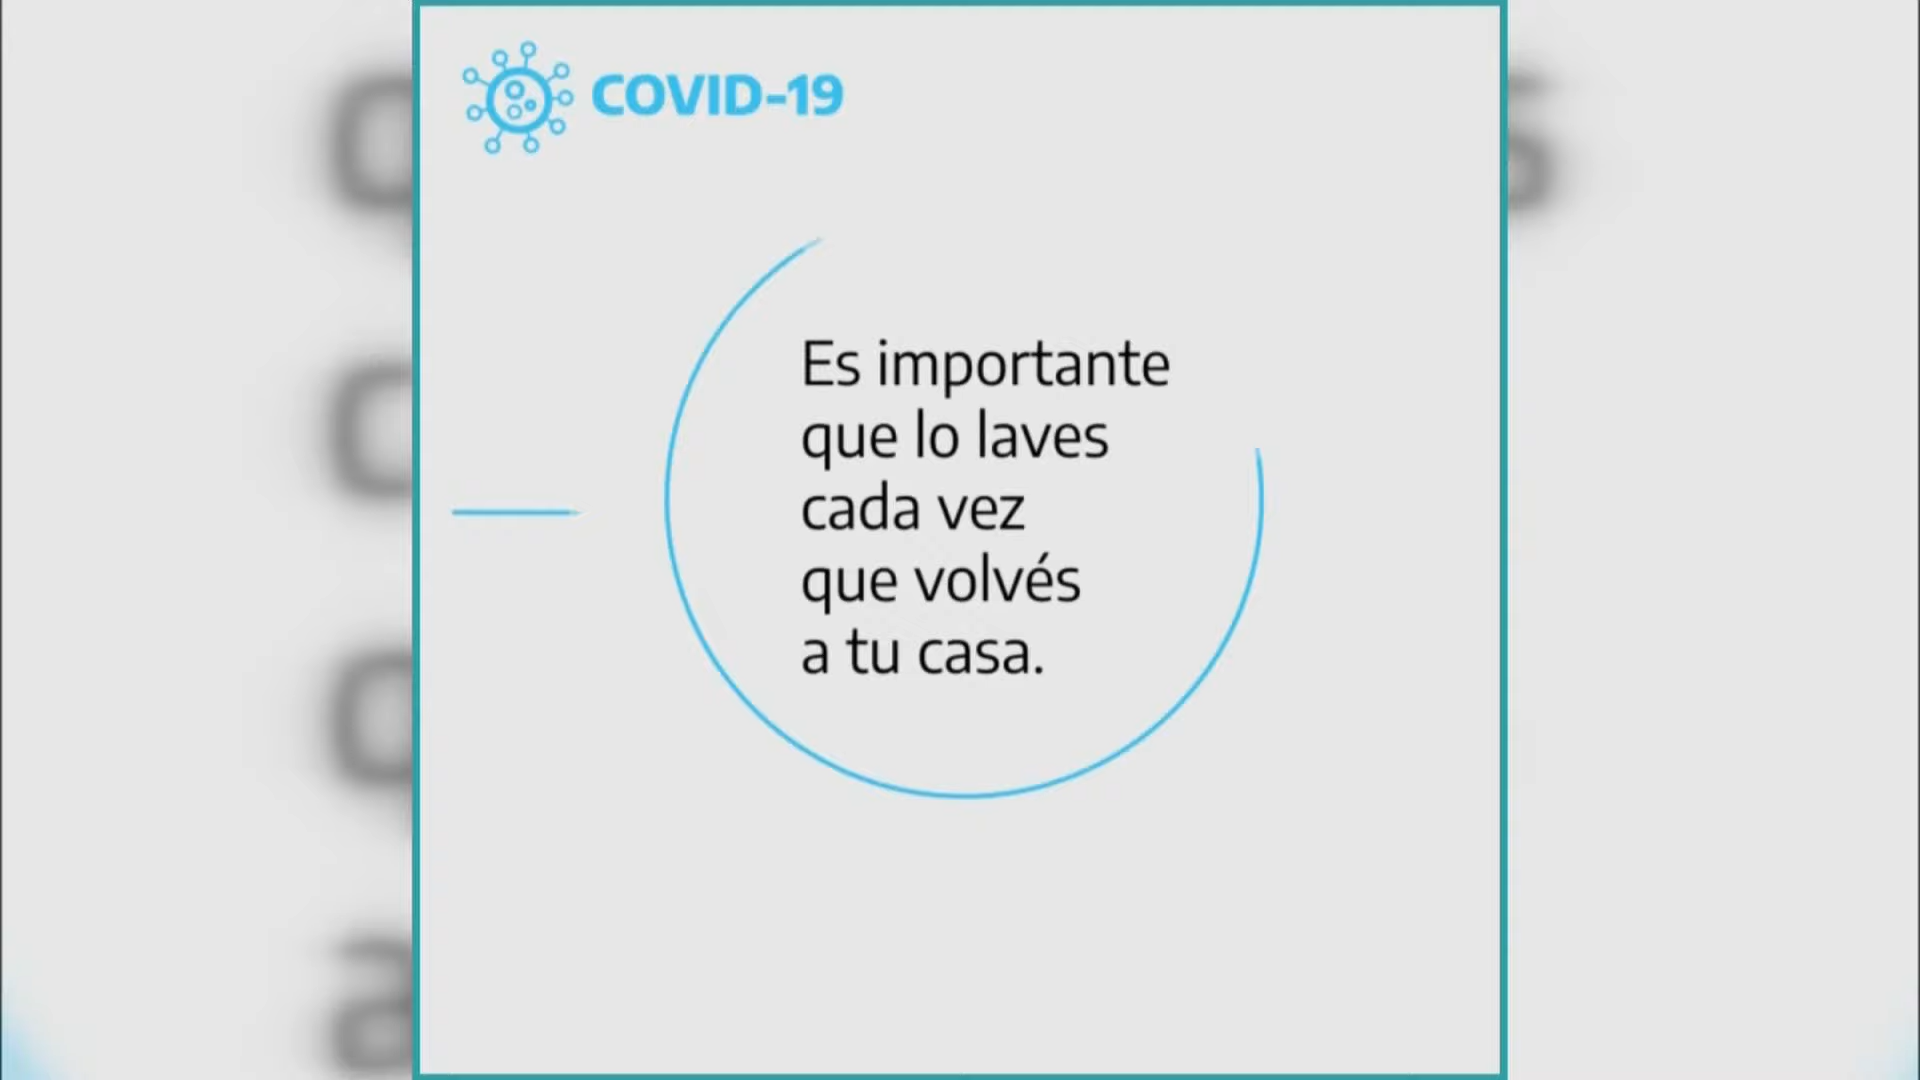 COVID-19
Es importante
que lo laves
cada vez
que volvés
a tu casa.